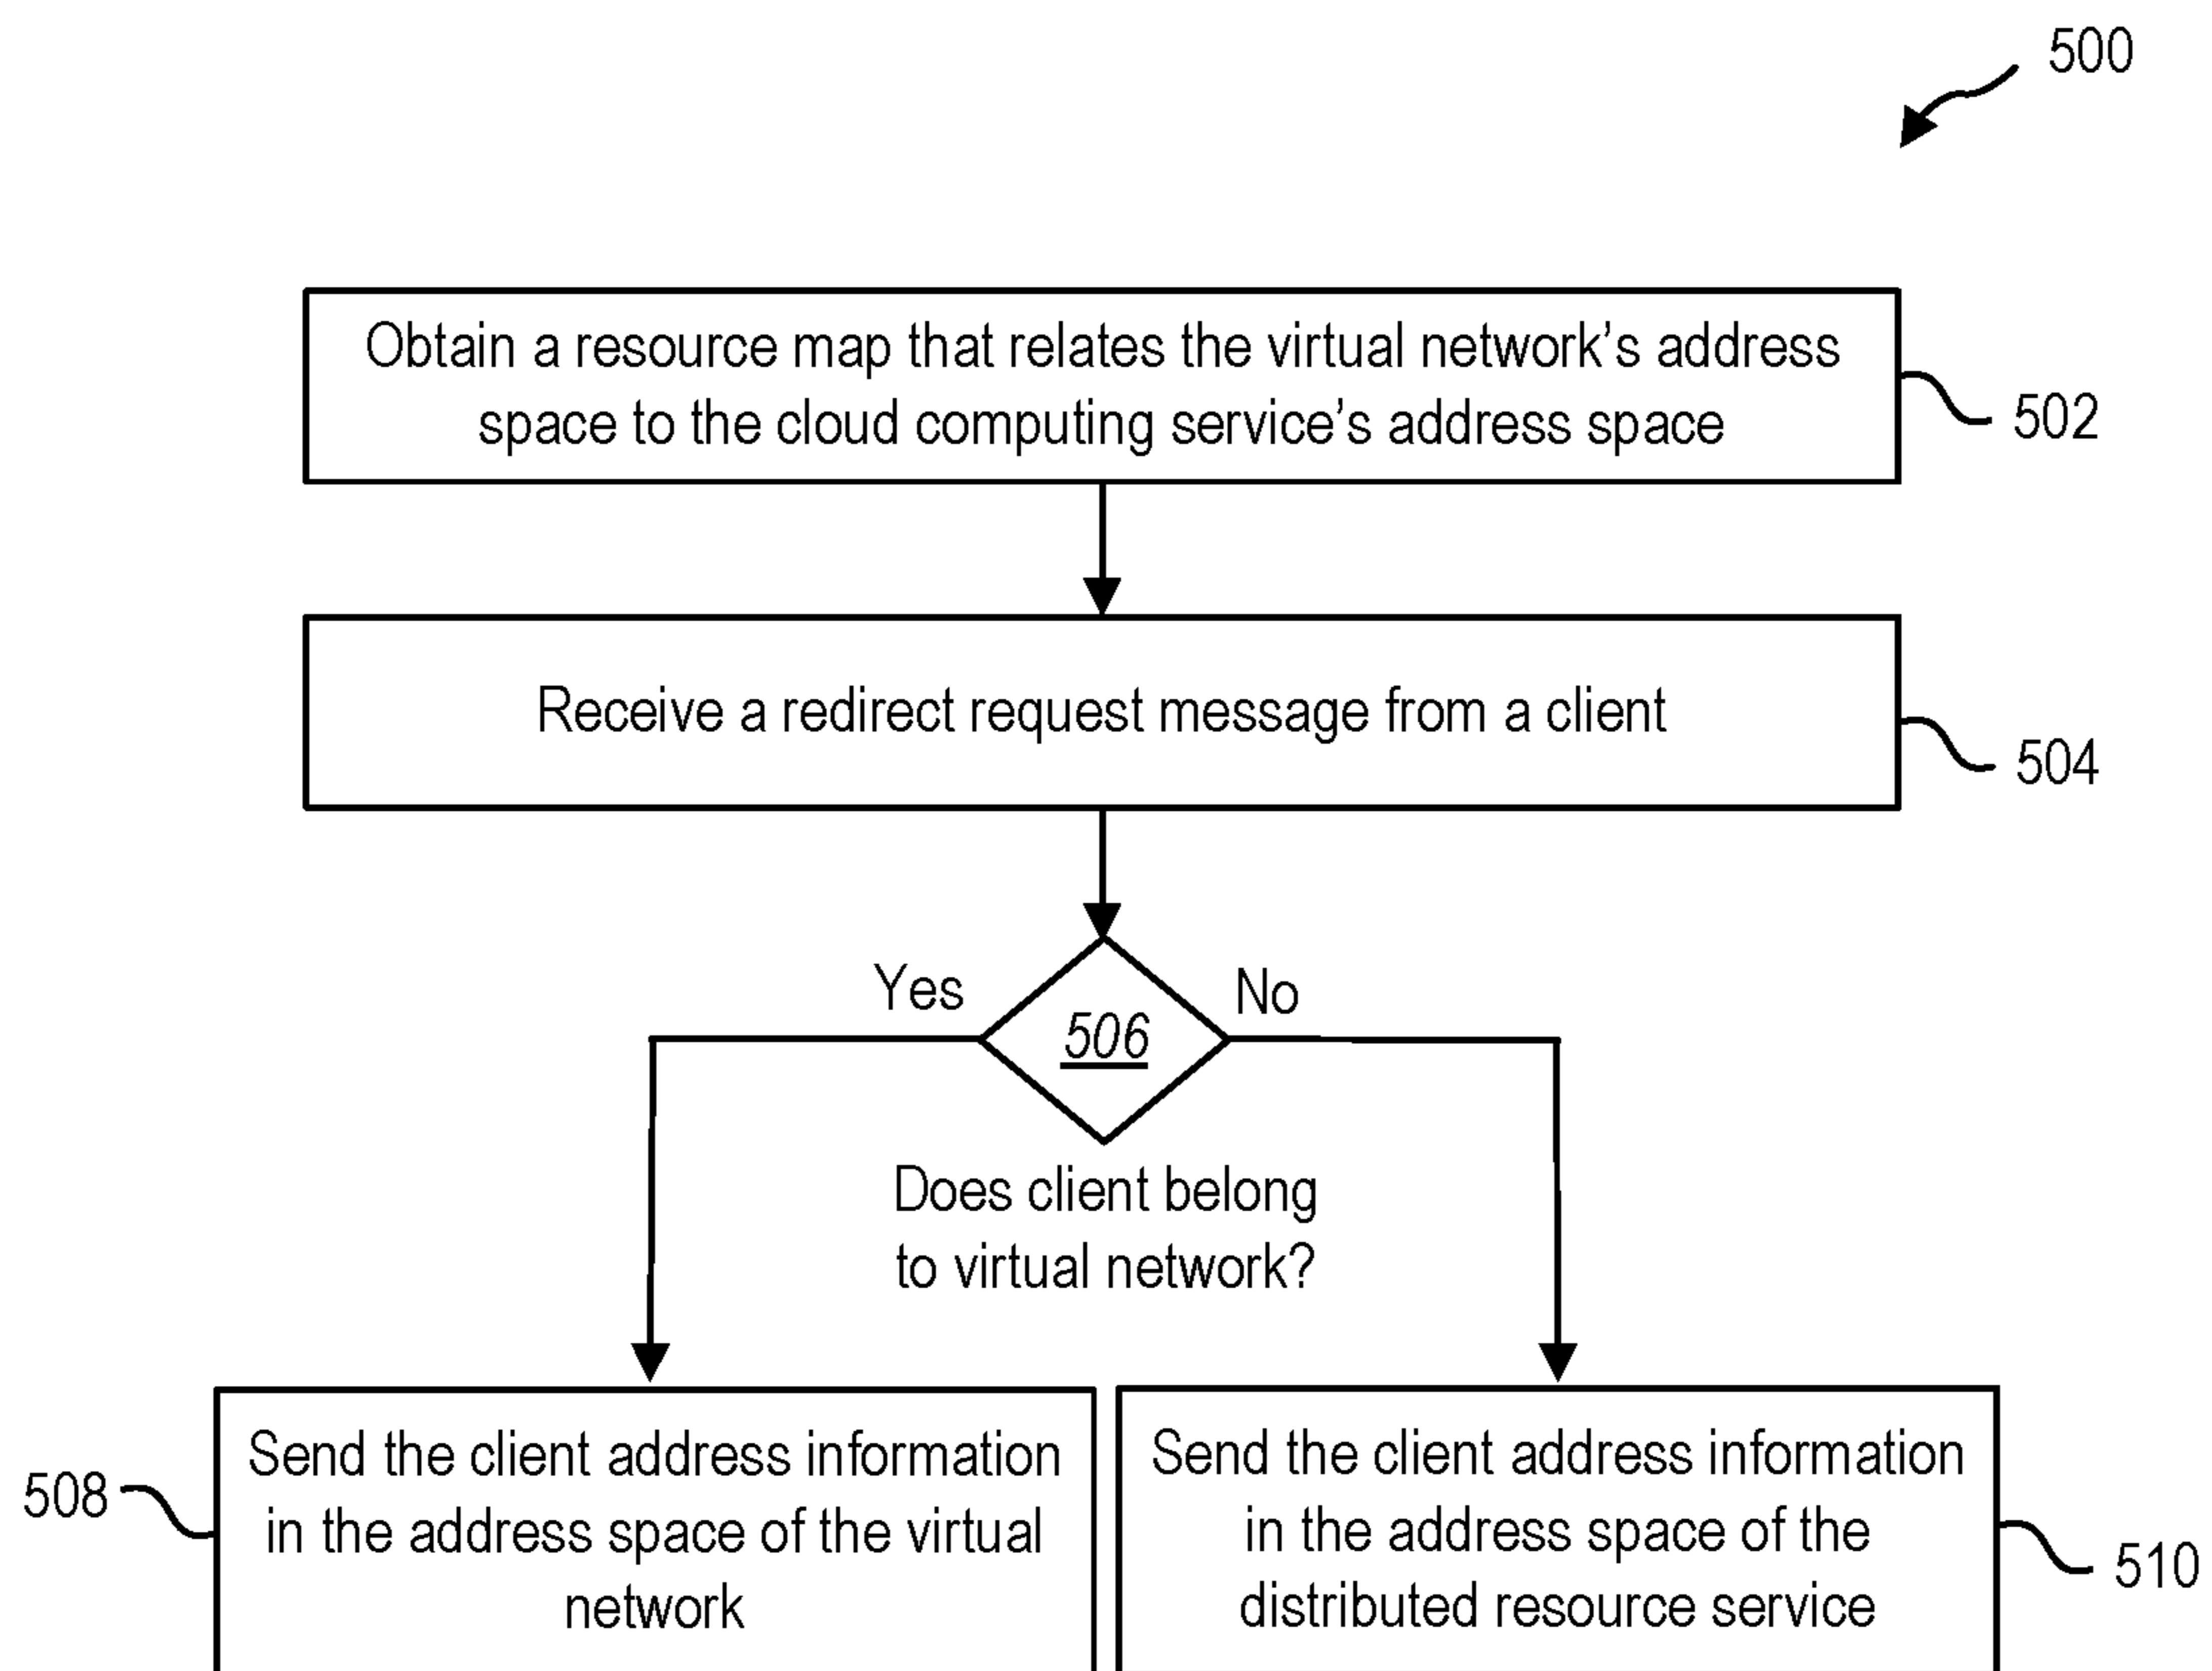 500
Obtain a resource map that relates the virtual network’s address
space to the cloud computing service’s address space
502
Receive a redirect request message from a client
504
Yes
No
506
Does client belong
to virtual network?
508
Send the client address information
in the address space of the virtual
network
Send the client address information
in the address space of the
distributed resource service
510